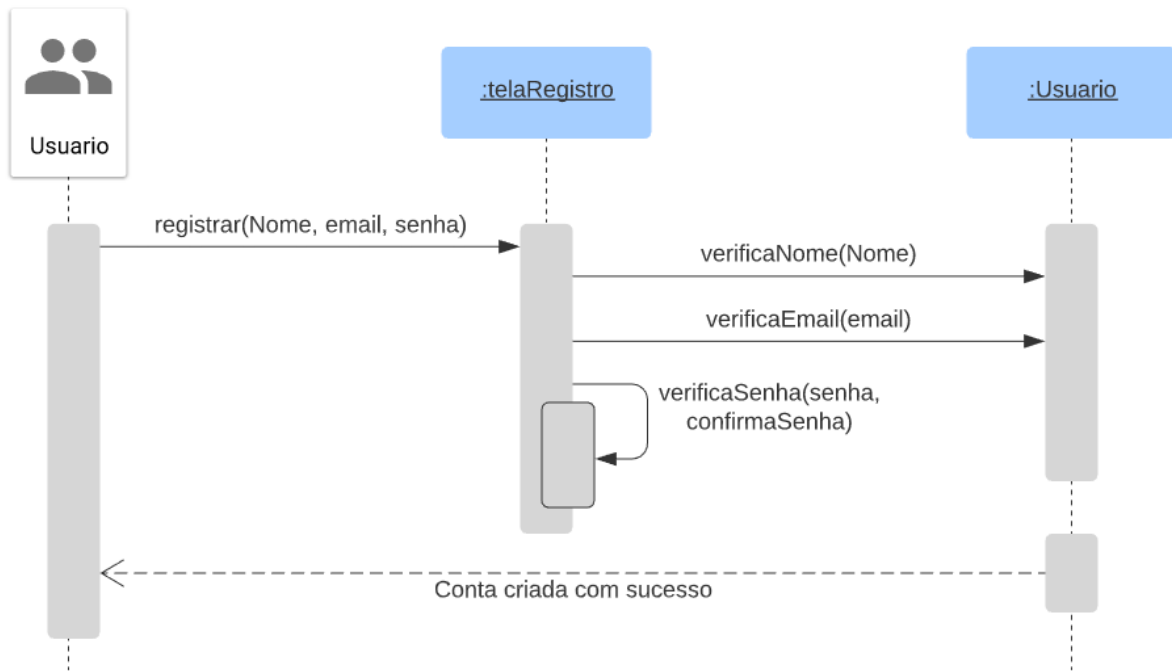 :telaRegistro
:Usuario
Usuario
registrar(Nome, email, senha)
verificaNome(Nome)
verificaEmail(email)
verificaSenha(senha,
confirmaSenha)
Conta criada com sucesso